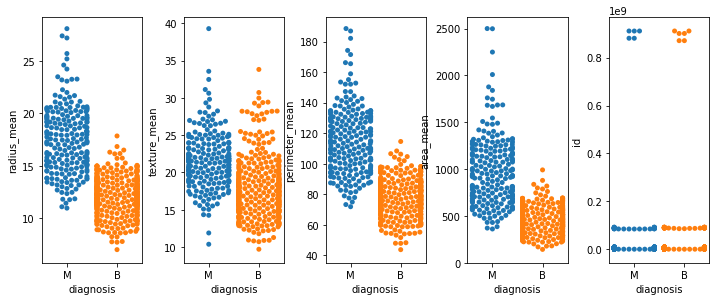 radius_mean
25
20
15
10
M B
diagnosis
texture_mean
40
35
30
25
20
15
10
M B
diagnosis
perimeter_mean
180
160
140
120
100
80
60
40
M B
diagnosis
area_mean
2500
2000
1500
1000
500
0
M B
diagnosis
1e9
id
0.8
0.6
0.4
0.2
0.0
M B
diagnosis